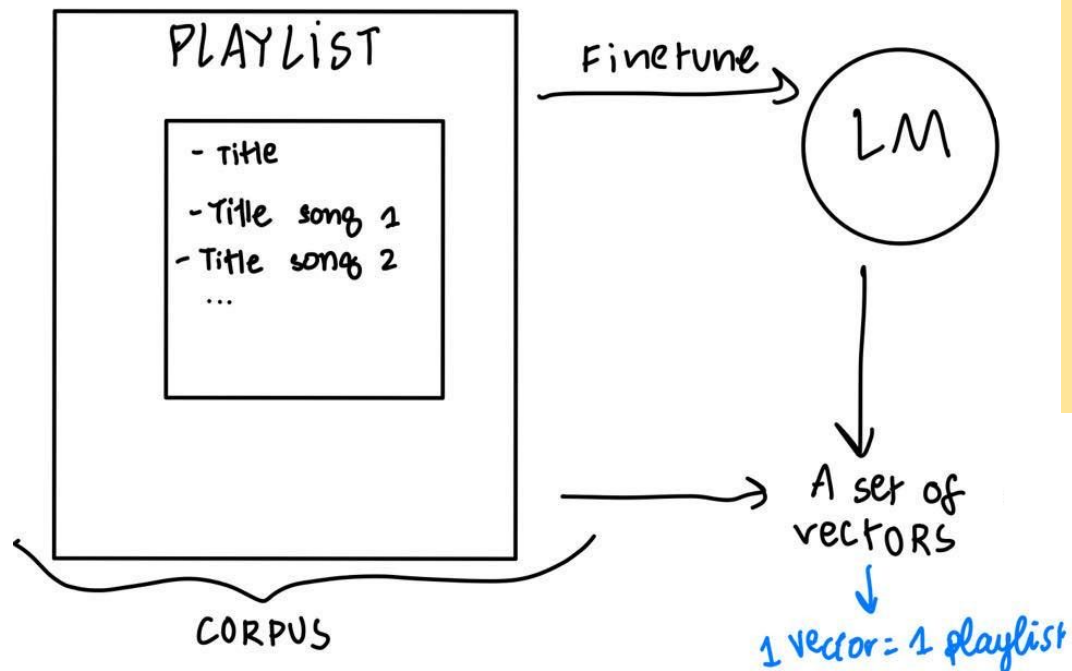 PLAYLiST
- Title
- Title song 1
- Title song 2
...
CORPUS
Finetune
LM
A set of
vectORS
1 vector = 1 playlist